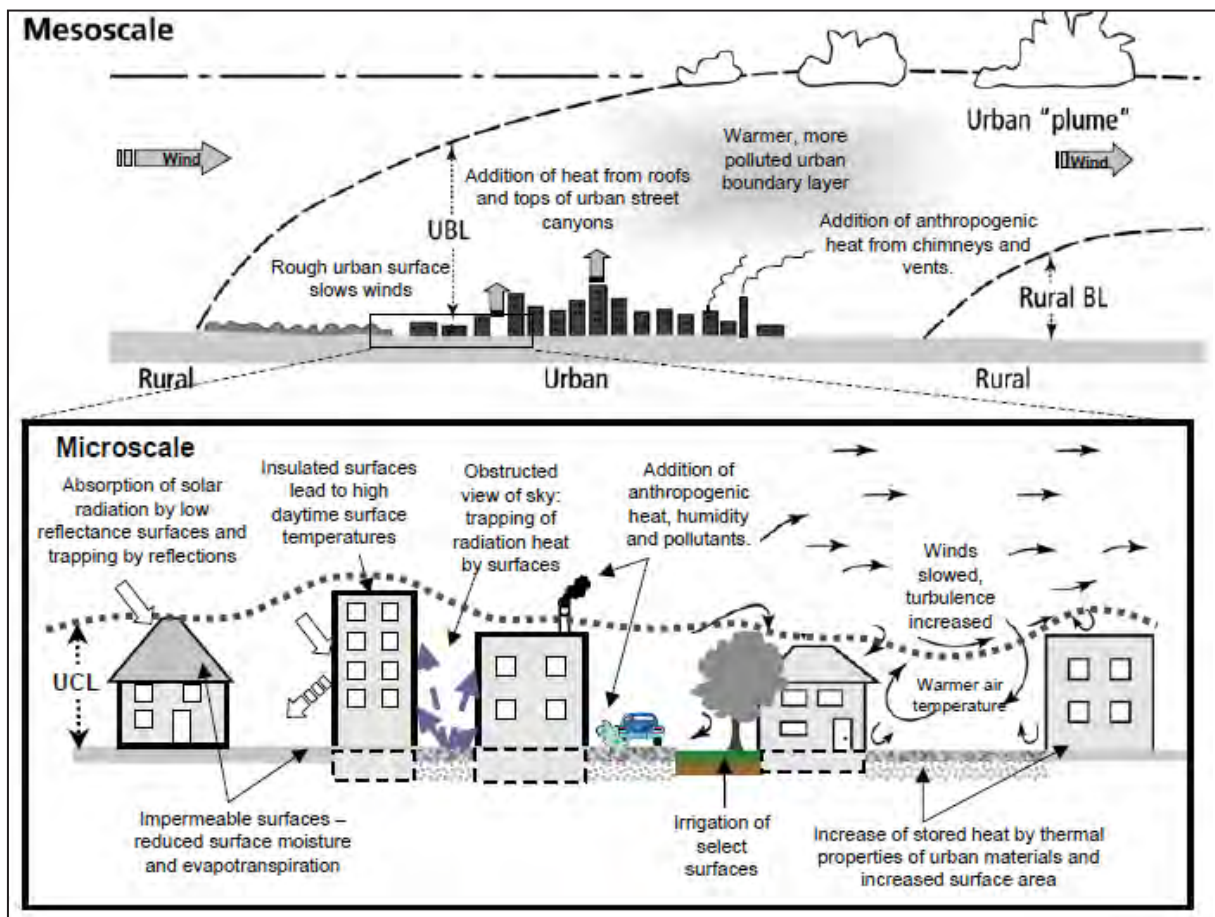 Mesoscale
Wind
Urban "plume"
Wind
Warmer, more
polluted urban
boundary layer
Addition of heat from roofs
and tops of urban street
canyons
UBL
Addition of anthropogenic
heat from chimneys and
vents.
Rough urban surface
slows winds
Rural BL
Rural
Urban
Rural
Microscale
Absorption of solar
radiation by low
reflectance surfaces and
trapping by reflections
Insulated surfaces
lead to high
daytime surface
temperatures
Obstructed
view of sky:
trapping of
radiation heat
by surfaces
Addition of
anthropogenic
heat, humidity
and pollutants.
Winds
slowed,
turbulence
increased
UCL
Warmer air
temperature
Impermeable surfaces –
reduced surface moisture
and evapotranspiration
Irrigation of
select
surfaces
Increase of stored heat by thermal
properties of urban materials and
increased surface area